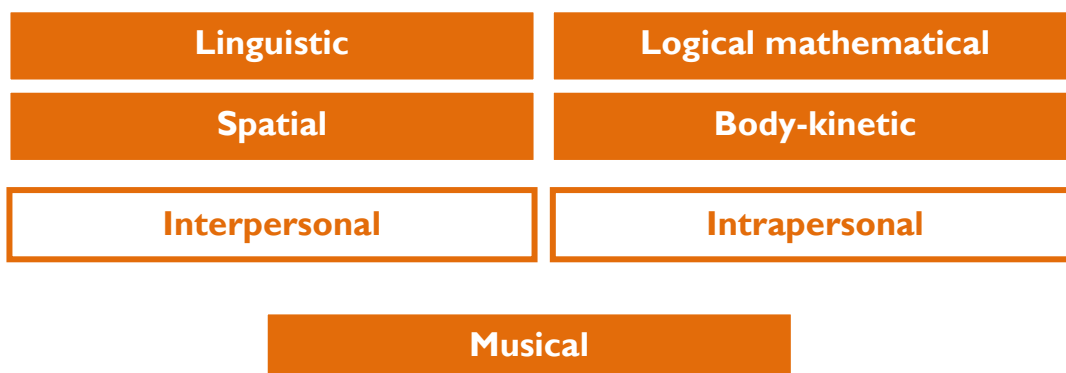 Linguistic
Logical mathematical
Spatial
Body-kinetic
Interpersonal
Intrapersonal
Musical